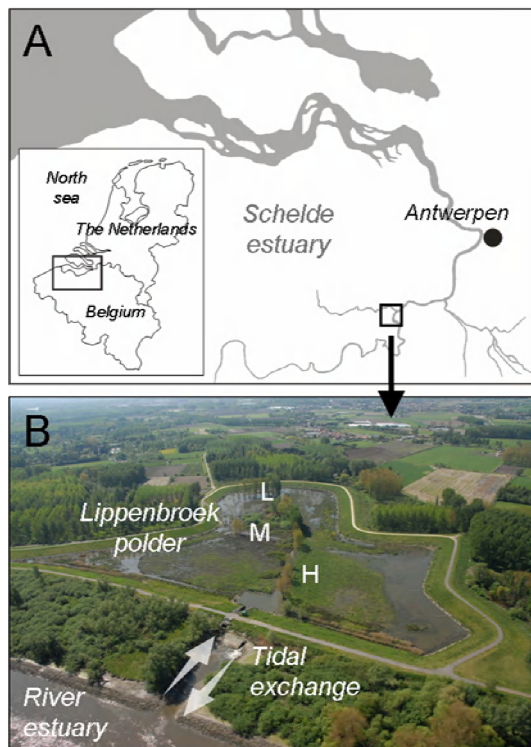 A
North
sea
The Netherlands
Belgium
Schelde
estuary
Antwerpen
B
L
Lippenbroek
polder
M
H
Tidal
exchange
River
estuary